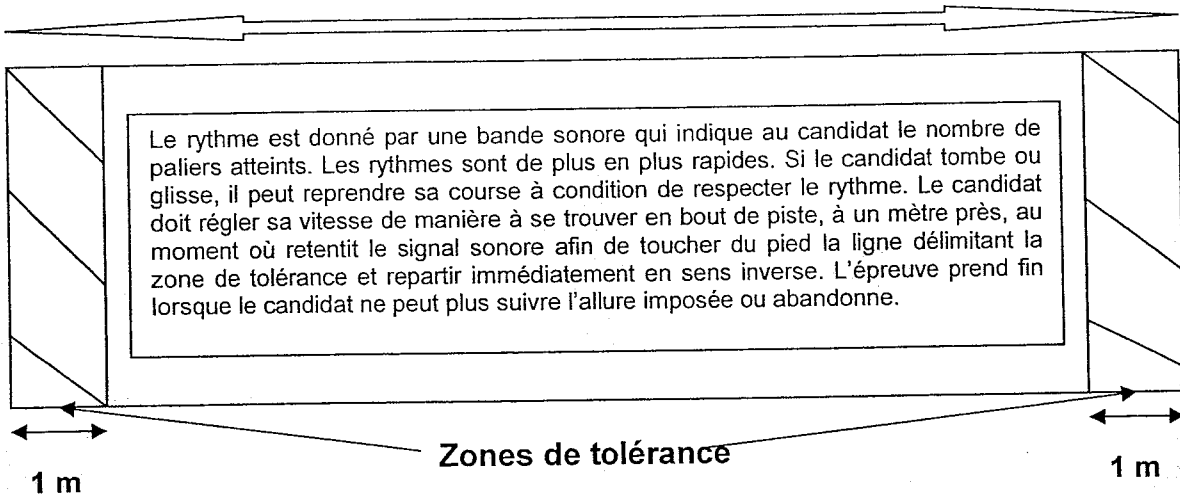 Le rythme est donné par une bande sonore qui indique au candidat le nombre de
paliers atteints. Les rythmes sont de plus en plus rapides. Si le candidat tombe ou
glisse, il peut reprendre sa course à condition de respecter le rythme. Le candidat
doit régler sa vitesse de manière à se trouver en bout de piste, à un mètre près, au
moment où retentit le signal sonore afin de toucher du pied la ligne délimitant la
zone de tolérance et repartir immédiatement en sens inverse. L'épreuve prend fin
lorsque le candidat ne peut plus suivre l'allure imposée ou abandonne.
Zones de tolérance
1 m
1 m